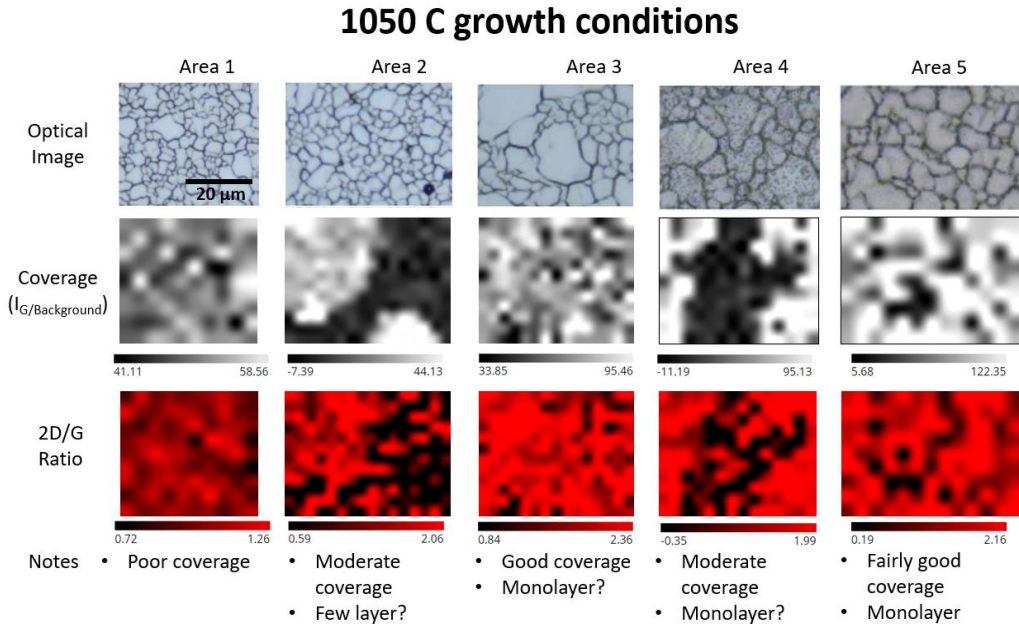 1050 C growth conditions
Area 1 Area 2 Area 3 Area 4 Area 5
Optical
Image
20 µm
Coverage
(I_G/Background)
41.11 58.56 -7.39 44.13 33.85 95.46 -11.19 95.13 5.68 122.35
2D/G
Ratio
0.72 1.26 0.59 2.06 0.84 2.36 -0.35 1.99 0.19 2.16
Notes
• Poor coverage
• Moderate
coverage
• Few layer?
• Good coverage
• Monolayer?
• Moderate
coverage
• Monolayer?
• Fairly good
coverage
• Monolayer